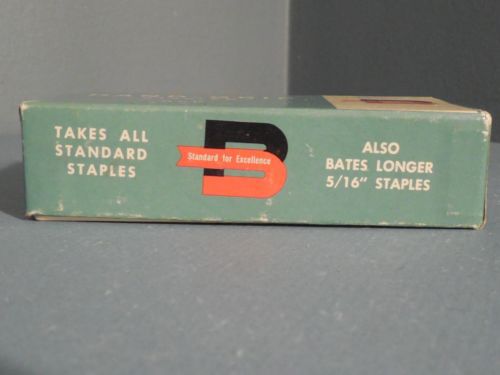 TAKES ALL
STANDARD
STAPLES
B
Standard for Excellence
ALSO
BATES LONGER
5/16" STAPLES